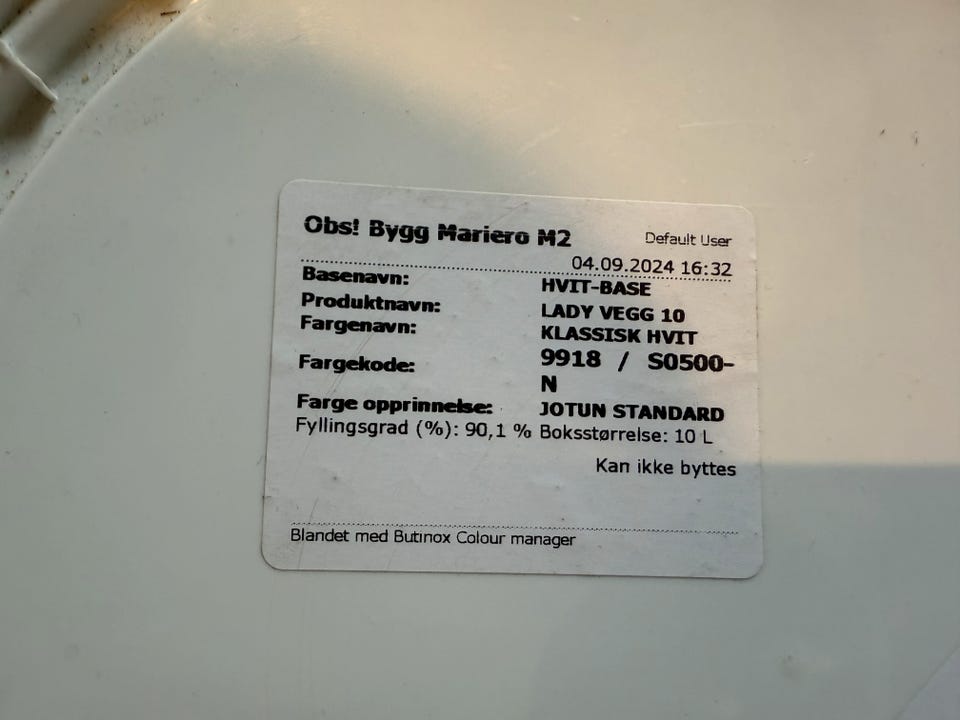 Obs! Bygg Mariero M2 Default User
04.09.2024 16:32
Basenavn: HVIT-BASE
Produktnavn: LADY VEGG 10
Fargenavn: KLASSISK HVIT
Fargekode: 9918 / S0500-
N
Farge opprinnelse: JOTUN STANDARD
Fyllingsgrad (%): 90,1 % Boksstørrelse: 10 L
Kan ikke byttes
Blandet med Butinox Colour manager